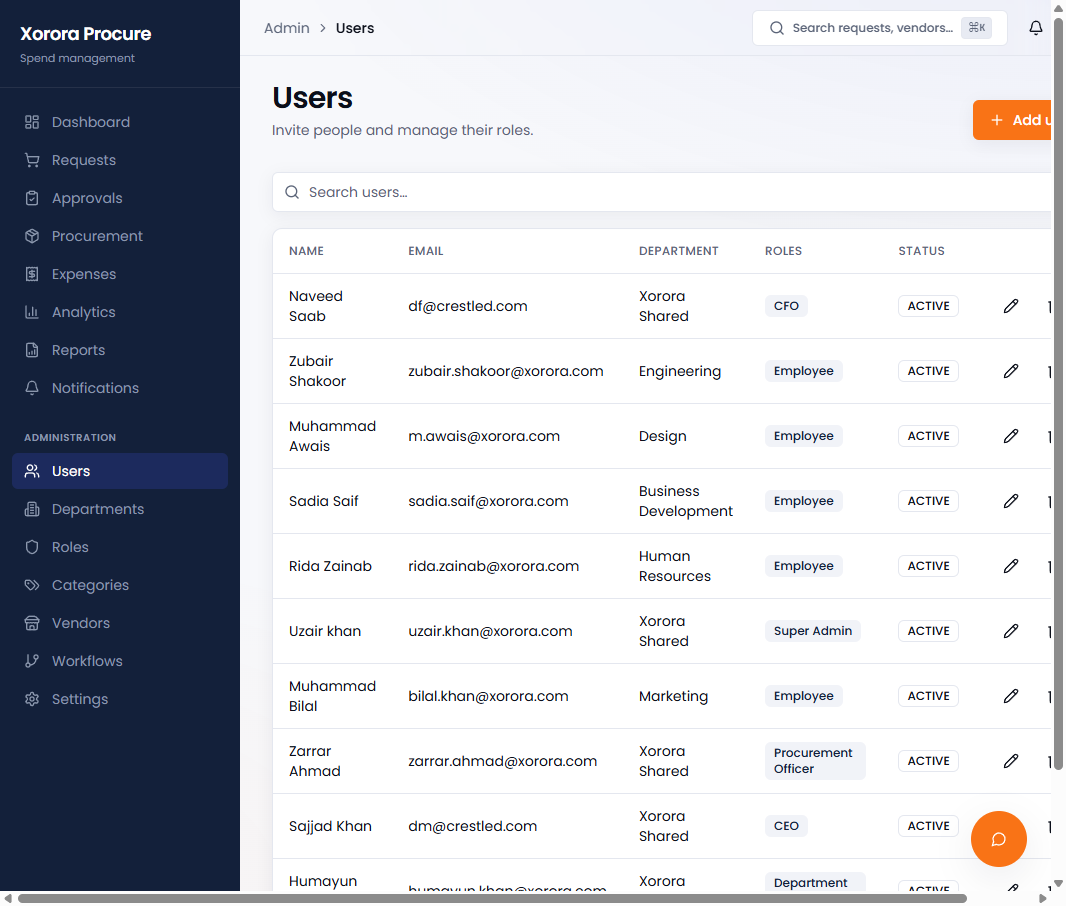 Xorora Procure
Spend management
Dashboard
Requests
Approvals
Procurement
Expenses
Analytics
Reports
Notifications
ADMINISTRATION
Users
Departments
Roles
Categories
Vendors
Workflows
Settings
Admin > Users
Search requests, vendors... ⌘K
Users
Invite people and manage their roles.
+ Add u
Search users...
NAME EMAIL DEPARTMENT ROLES STATUS
Naveed Saab df@crestled.com Xorora Shared CFO ACTIVE
Zubair Shakoor zubair.shakoor@xorora.com Engineering Employee ACTIVE
Muhammad Awais m.awais@xorora.com Design Employee ACTIVE
Sadia Saif sadia.saif@xorora.com Business Development Employee ACTIVE
Rida Zainab rida.zainab@xorora.com Human Resources Employee ACTIVE
Uzair khan uzair.khan@xorora.com Xorora Shared Super Admin ACTIVE
Muhammad Bilal bilal.khan@xorora.com Marketing Employee ACTIVE
Zarrar Ahmad zarrar.ahmad@xorora.com Xorora Shared Procurement Officer ACTIVE
Sajjad Khan dm@crestled.com Xorora Shared CEO ACTIVE
Humayun humayun.khan@xorora.com Xorora Department ACTIVE